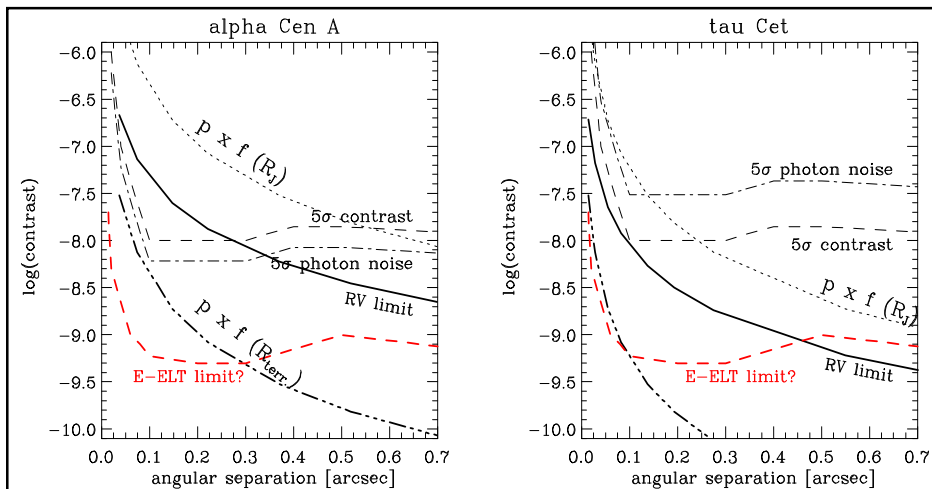 alpha Cen A
log(contrast)
−6.0
−6.5
−7.0
−7.5
−8.0
−8.5
−9.0
−9.5
−10.0
p x f (R_J)
5σ contrast
5σ photon noise
RV limit
p x f (R_terr.)
E−ELT limit?
0.0 0.1 0.2 0.3 0.4 0.5 0.6 0.7
angular separation [arcsec]
tau Cet
log(contrast)
−6.0
−6.5
−7.0
−7.5
−8.0
−8.5
−9.0
−9.5
−10.0
5σ photon noise
5σ contrast
p x f (R_J)
E−ELT limit?
RV limit
0.0 0.1 0.2 0.3 0.4 0.5 0.6 0.7
angular separation [arcsec]